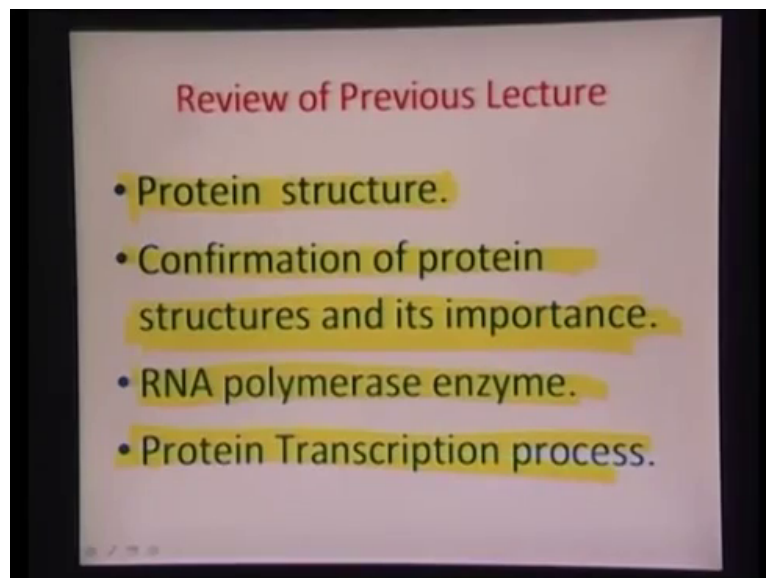 Review of Previous Lecture
• Protein structure.
• Confirmation of protein
structures and its importance.
• RNA polymerase enzyme.
• Protein Transcription process.